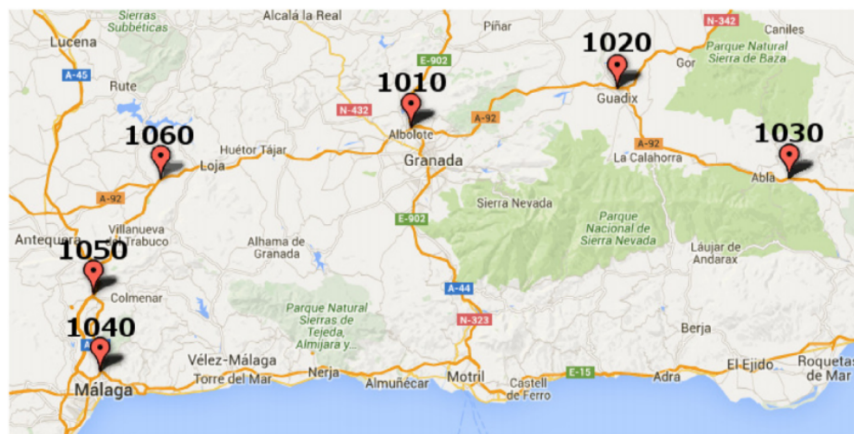 Sierras
Subbéticas
Alcalá la Real
E-902
Píñar
N-342
Caniles
Lucena
A-45
Rute
1010
1020
Gor
Parque Natural
Sierra de Baza
N-432
Albolote
A-92
Guadix
1060
Huétor Tájar
Loja
Granada
A-92
La Calahorra
1030
Abla
A-92
Sierra Nevada
Parque
Nacional de
Sierra Nevada
E-902
Antequera
Villanueva
del Trabuco
Alhama de
Granada
Láujar de
Andarax
1050
Colmenar
A-44
Parque Natural
Sierras de
Tejeda,
Almijara y...
N-323
1040
Berja
Málaga
Vélez-Málaga
Torre del Mar
Nerja
Almuñécar
Motril
Castell
de Ferro
E-15
Adra
El Ejido
Roquetas
de Mar